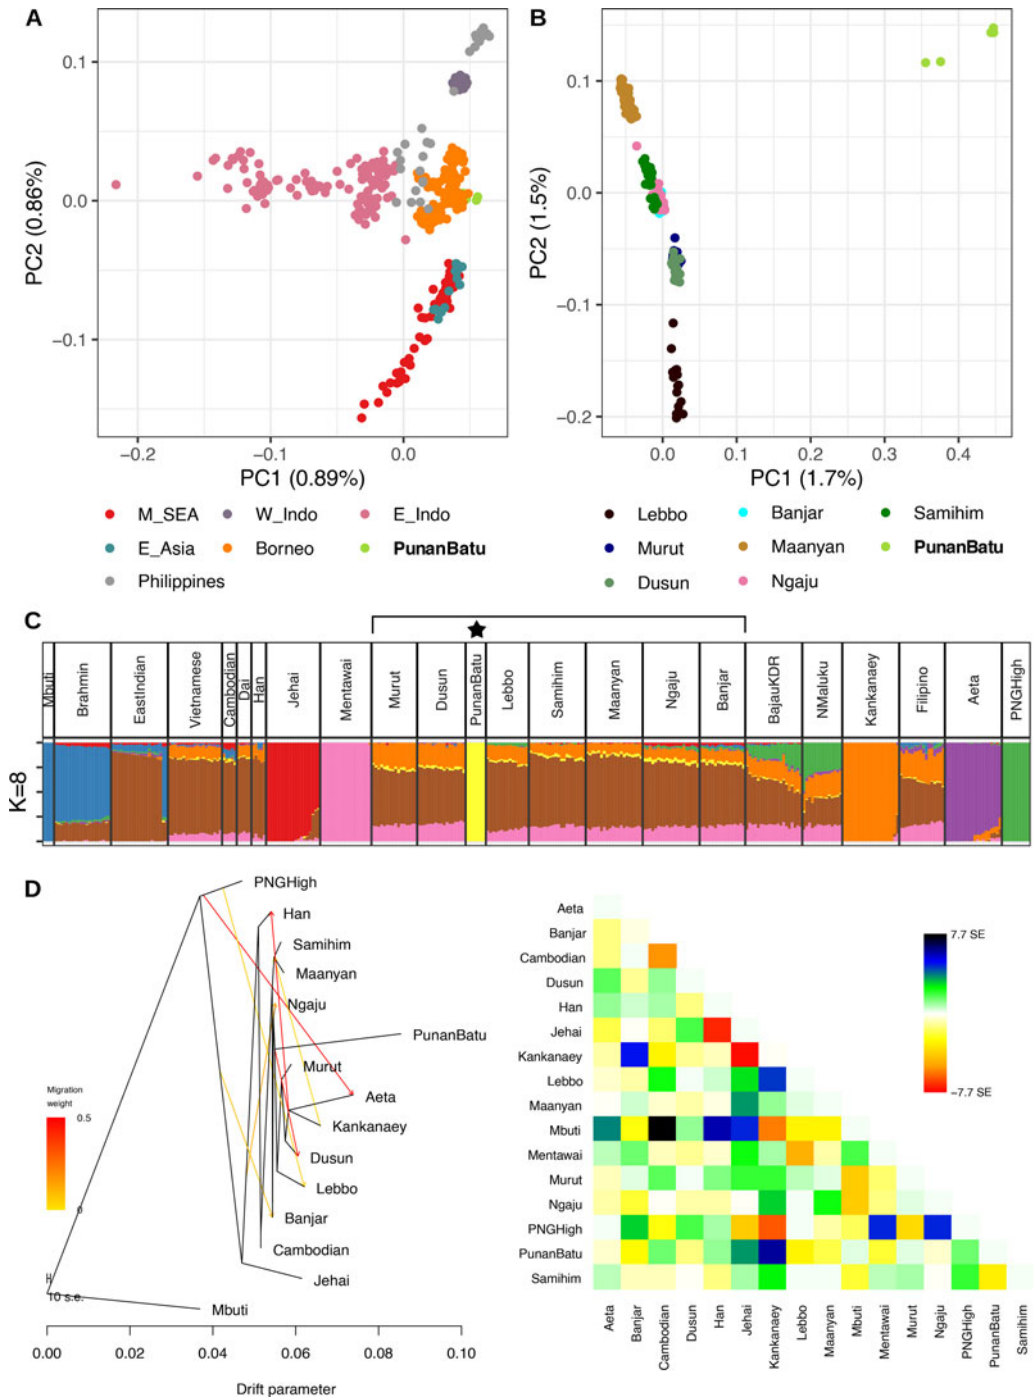 A
B
0.1
0.0
−0.1
PC2 (0.86%)
−0.2
−0.1
0.0
PC1 (0.89%)
0.1
0.0
−0.1
−0.2
PC2 (1.5%)
0.0
0.1
0.2
0.3
0.4
PC1 (1.7%)
M_SEA
W_Indo
E_Indo
E_Asia
Borneo
PunanBatu
Philippines
Lebbo
Banjar
Samihim
Murut
Maanyan
PunanBatu
Dusun
Ngaju
C
Mbuti
Brahmin
EastIndian
Vietnamese
Cambodian
Dai
Han
Jehai
Mentawai
Murut
Dusun
PunanBatu
Lebbo
Samihim
Maanyan
Ngaju
Banjar
BajauKDR
NMaluku
Kankanaey
Filipino
Aeta
PNGHigh
K=8
D
PNGHigh
Han
Samihim
Maanyan
Ngaju
PunanBatu
Murut
Aeta
Kankanaey
Dusun
Lebbo
Banjar
Cambodian
Jehai
Mbuti
Migration
weight
0.5
0
10 s.e.
0.00
0.02
0.04
0.06
0.08
0.10
Drift parameter
Aeta
Banjar
Cambodian
Dusun
Han
Jehai
Kankanaey
Lebbo
Maanyan
Mbuti
Mentawai
Murut
Ngaju
PNGHigh
PunanBatu
Samihim
7.7 SE
−7.7 SE
Aeta
Banjar
Cambodian
Dusun
Han
Jehai
Kankanaey
Lebbo
Maanyan
Mbuti
Mentawai
Murut
Ngaju
PNGHigh
PunanBatu
Samihim